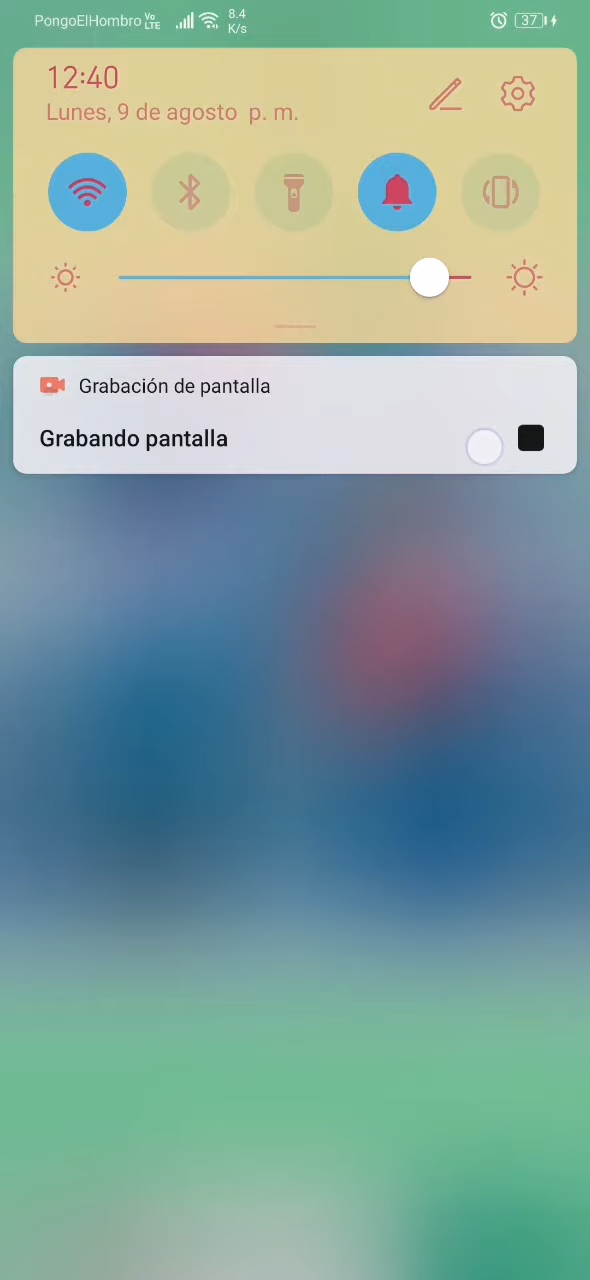 PongoElHombro Vo LTE 8.4 K/s 37
12:40
Lunes, 9 de agosto p. m.
Grabación de pantalla
Grabando pantalla